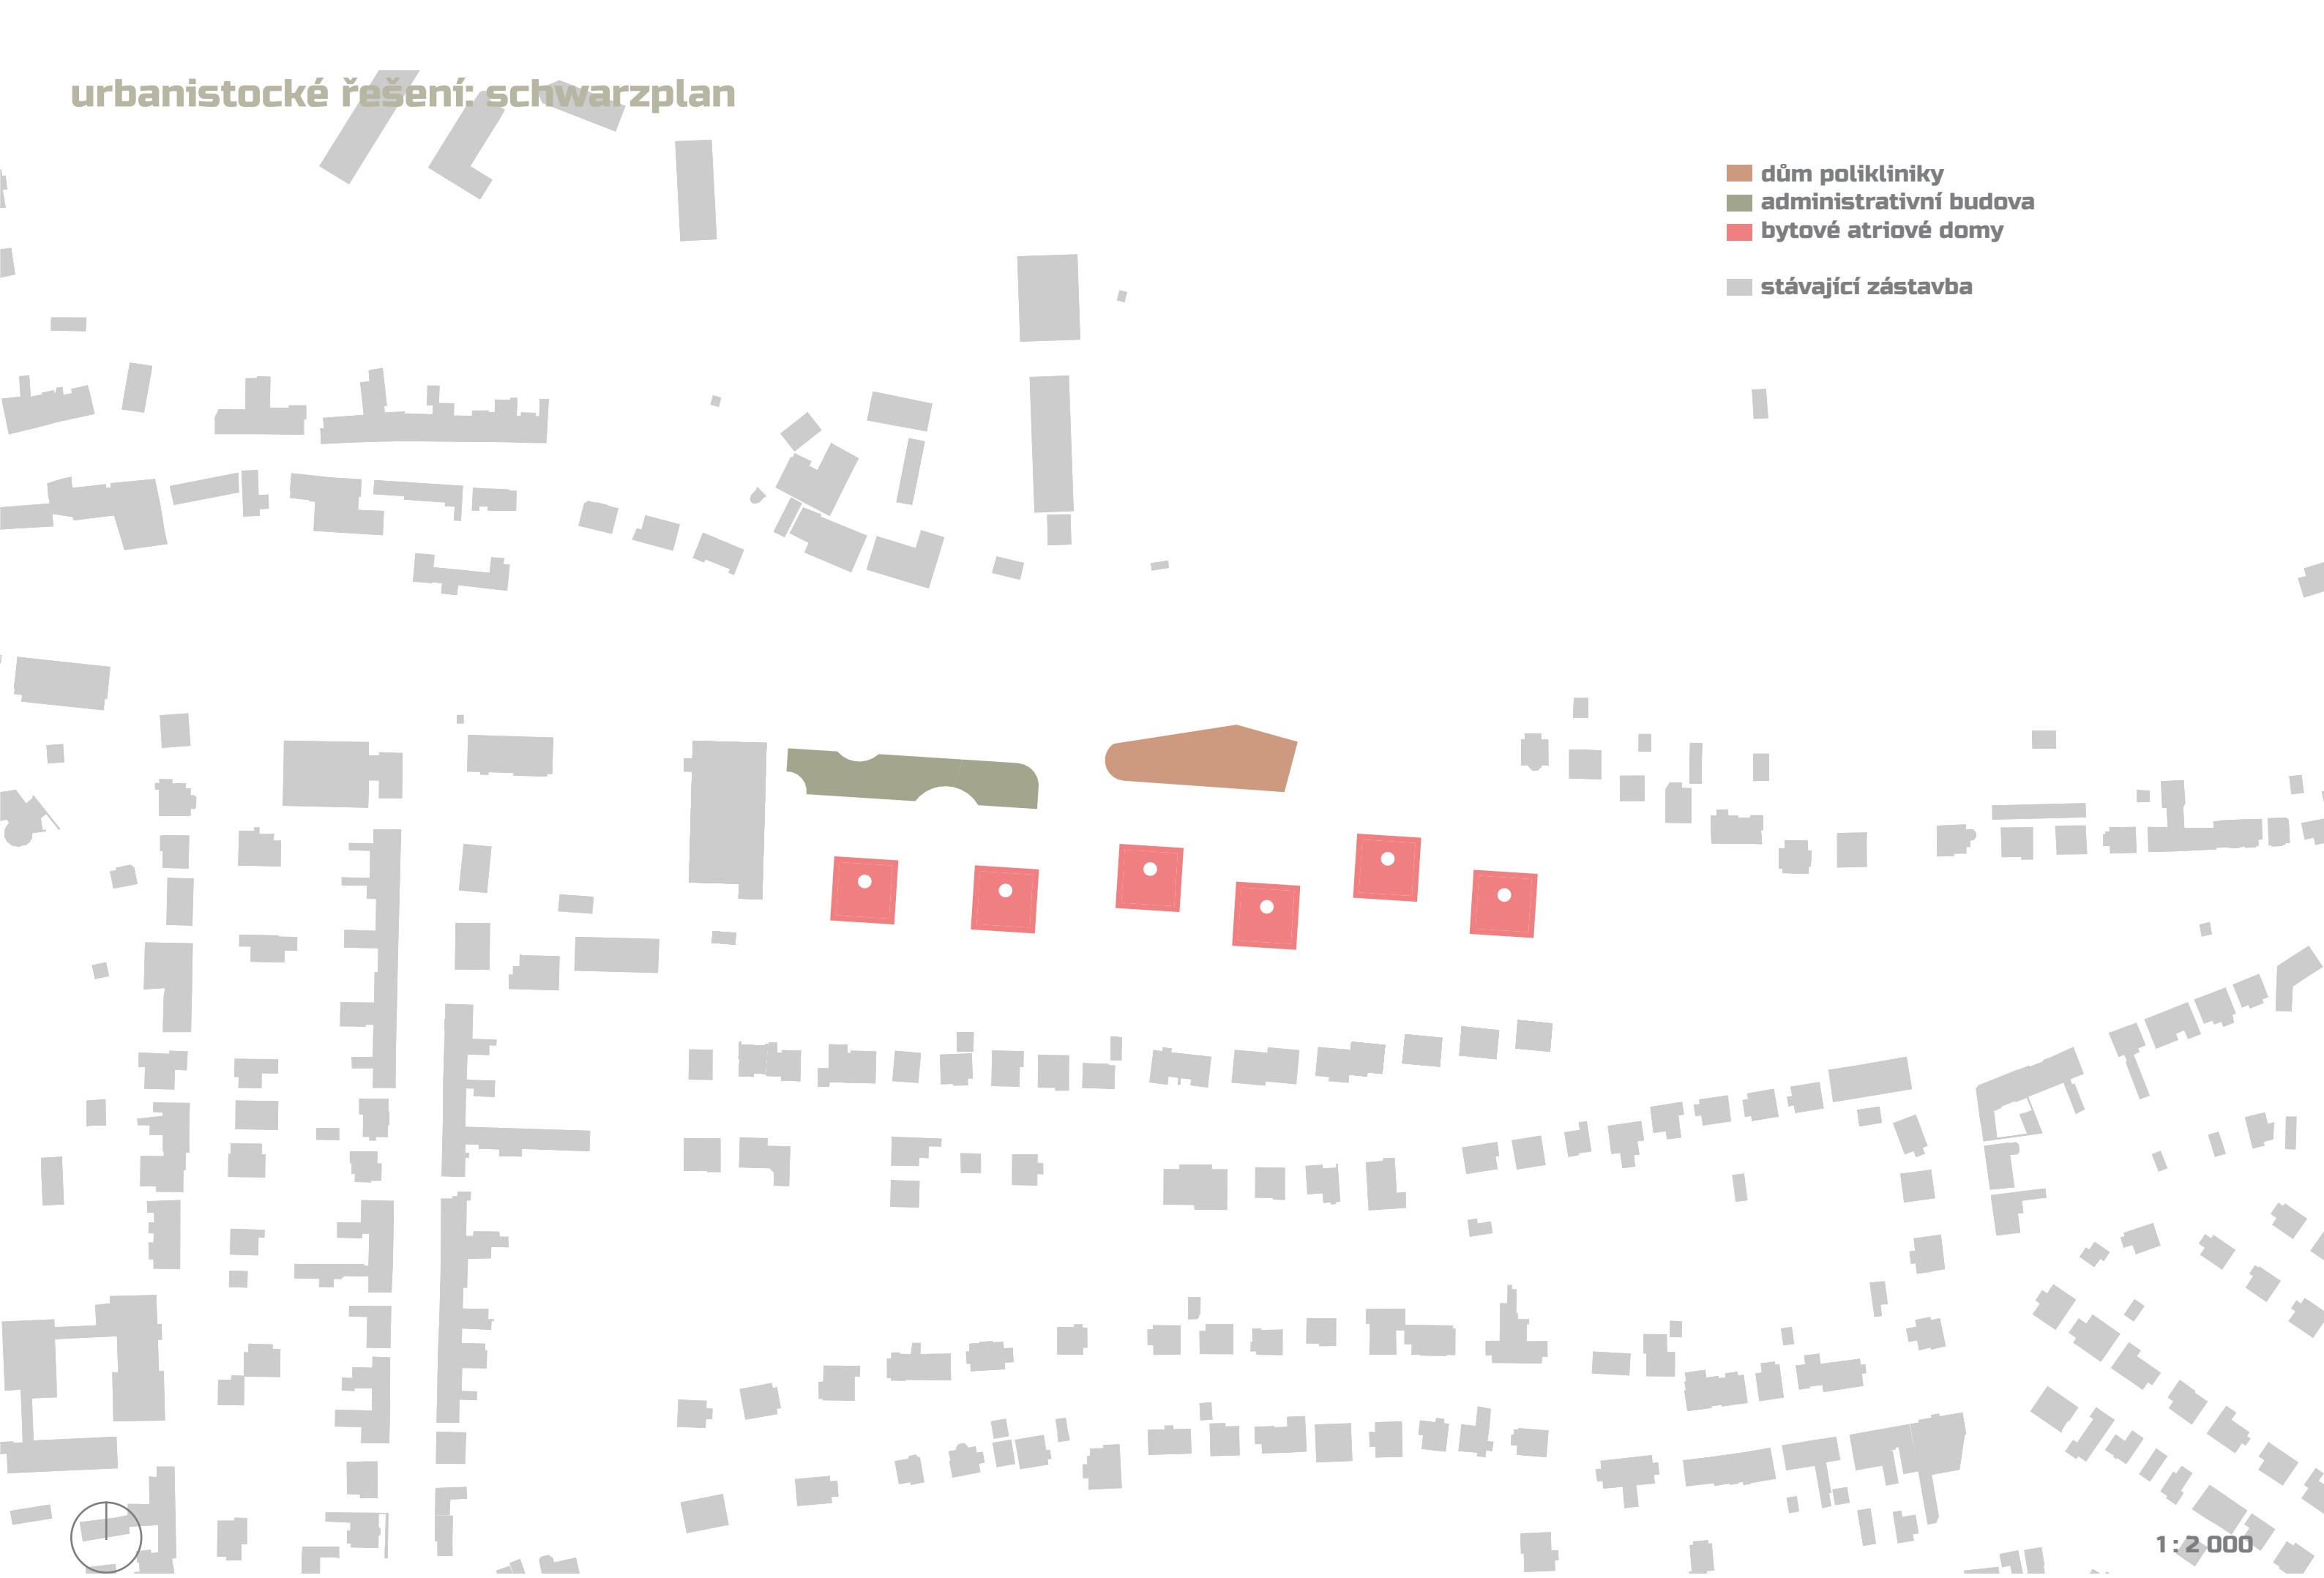 urbanistocké řešení: schwarzplan
dům polikliniky
administrativní budova
bytové atriové domy
stávající zástavba
1 : 2 000